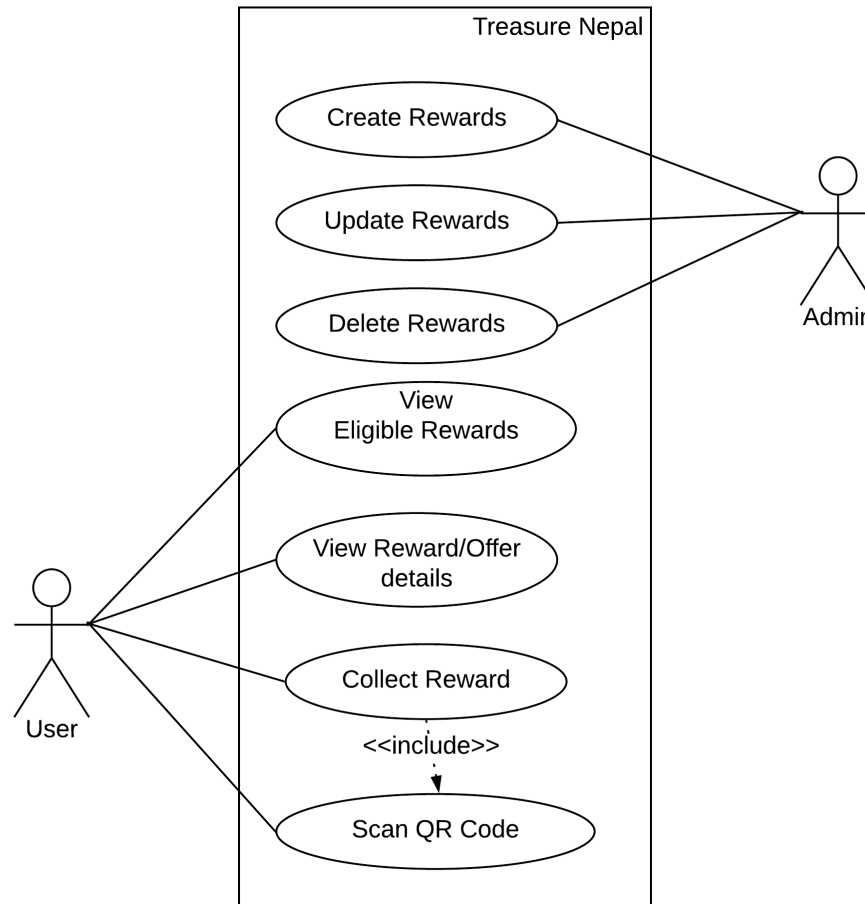 Treasure Nepal
Create Rewards
Update Rewards
Admin
Delete Rewards
View
Eligible Rewards
View Reward/Offer
details
Collect Reward
User
<<include>>
Scan QR Code